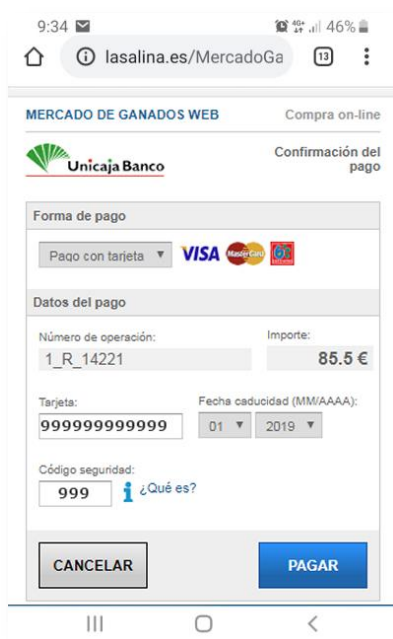 9:34 46%
lasalina.es/MercadoGa 13
MERCADO DE GANADOS WEB Compra on-line
Unicaja Banco
Confirmación del
pago
Forma de pago
Pago con tarjeta VISA MasterCard
Datos del pago
Número de operación: Importe:
1_R_14221 85.5 €
Tarjeta: Fecha caducidad (MM/AAAA):
999999999999 01 2019
Código seguridad:
999 ¿Qué es?
CANCELAR PAGAR